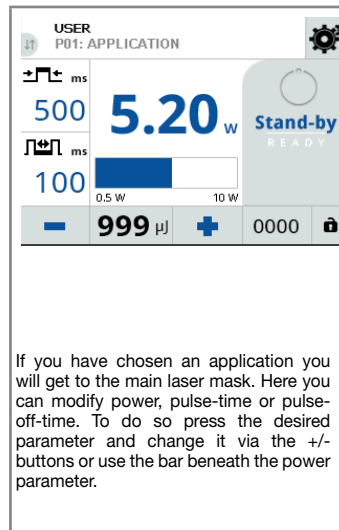 USER
P01: APPLICATION
ms
500
5.20 W
Stand-by
READY
ms
100
0.5 W 10 W
999 µJ
0000
If you have chosen an application you
will get to the main laser mask. Here you
can modify power, pulse-time or pulse-
off-time. To do so press the desired
parameter and change it via the +/-
buttons or use the bar beneath the power
parameter.